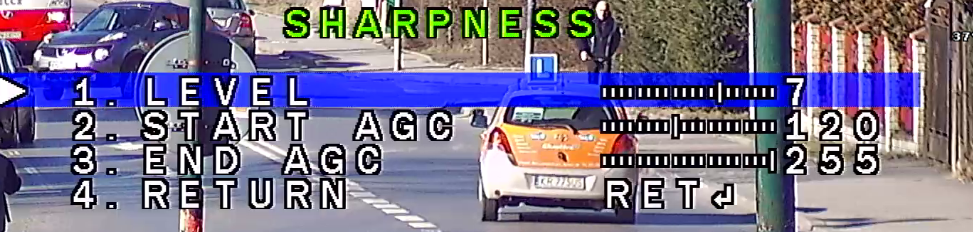 SHARPNESS
1. LEVEL 7
2. START AGC 120
3. END AGC 255
4. RETURN RET↲
L